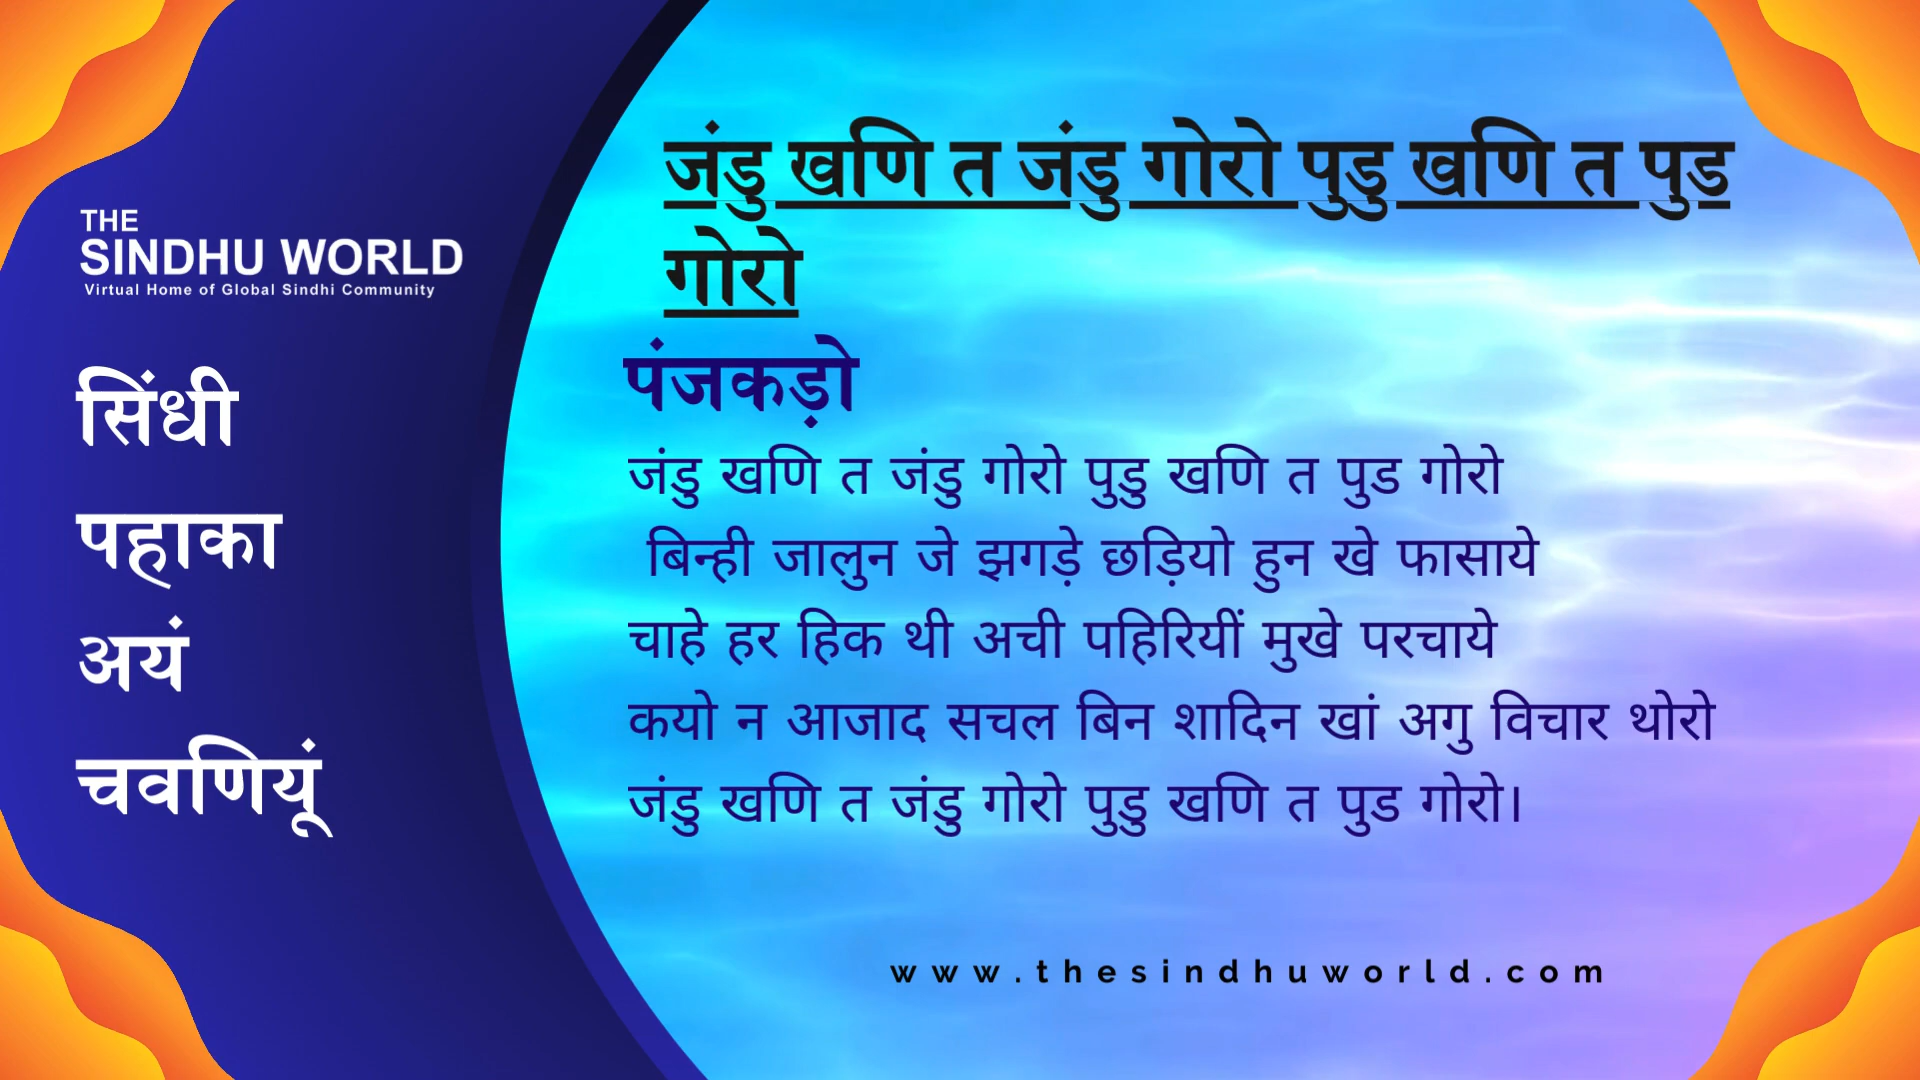 THE
SINDHU WORLD
Virtual Home of Global Sindhi Community
सिंधी
पहाका
अयं
चवणियूं
जंडु खणि त जंडु गोरो पुडु खणि त पुड
गोरो
पंजकड़ो
जंडु खणि त जंडु गोरो पुडु खणि त पुड गोरो
बिन्ही जालुन जे झगड़े छड़ियो हुन खे फासाये
चाहे हर हिक थी अची पहिरियीं मुखे परचाये
कयो न आजाद सचल बिन शादिन खां अगु विचार थोरो
जंडु खणि त जंडु गोरो पुडु खणि त पुड गोरो।
www.thesindhuworld.com